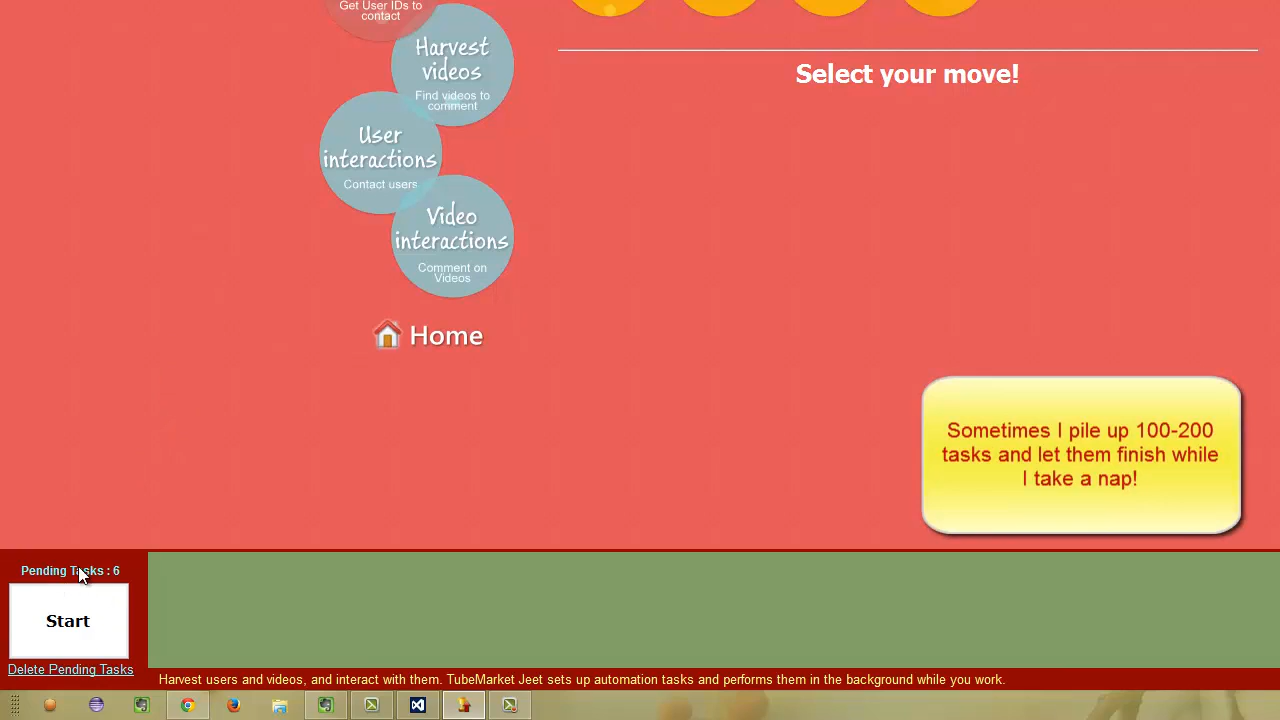 Get User IDs to
contact
Harvest
videos
Find videos to
comment
Select your move!
User
interactions
Contact users
Video
interactions
Comment on
Videos
Home
Sometimes I pile up 100-200
tasks and let them finish while
I take a nap!
Pending Tasks : 6
Start
Delete Pending Tasks
Harvest users and videos, and interact with them. TubeMarket Jeet sets up automation tasks and performs them in the background while you work.